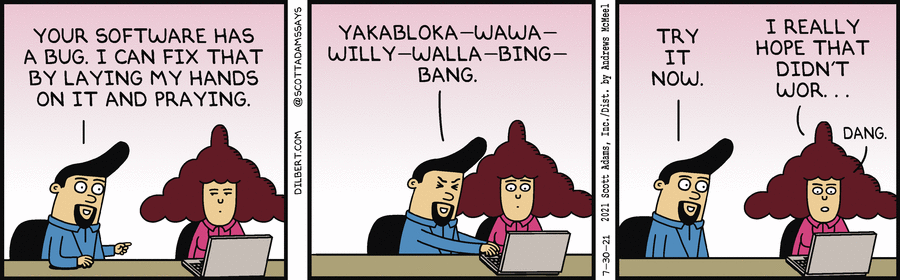 YOUR SOFTWARE HAS
A BUG. I CAN FIX THAT
BY LAYING MY HANDS
ON IT AND PRAYING.
DILBERT.COM @SCOTTADAMSSAYS
YAKABLOKA—WAWA—
WILLY—WALLA—BING—
BANG.
7-30-21 2021 Scott Adams, Inc./Dist. by Andrews McMeel
TRY
IT
NOW.
I REALLY
HOPE THAT
DIDN'T
WOR...
DANG.